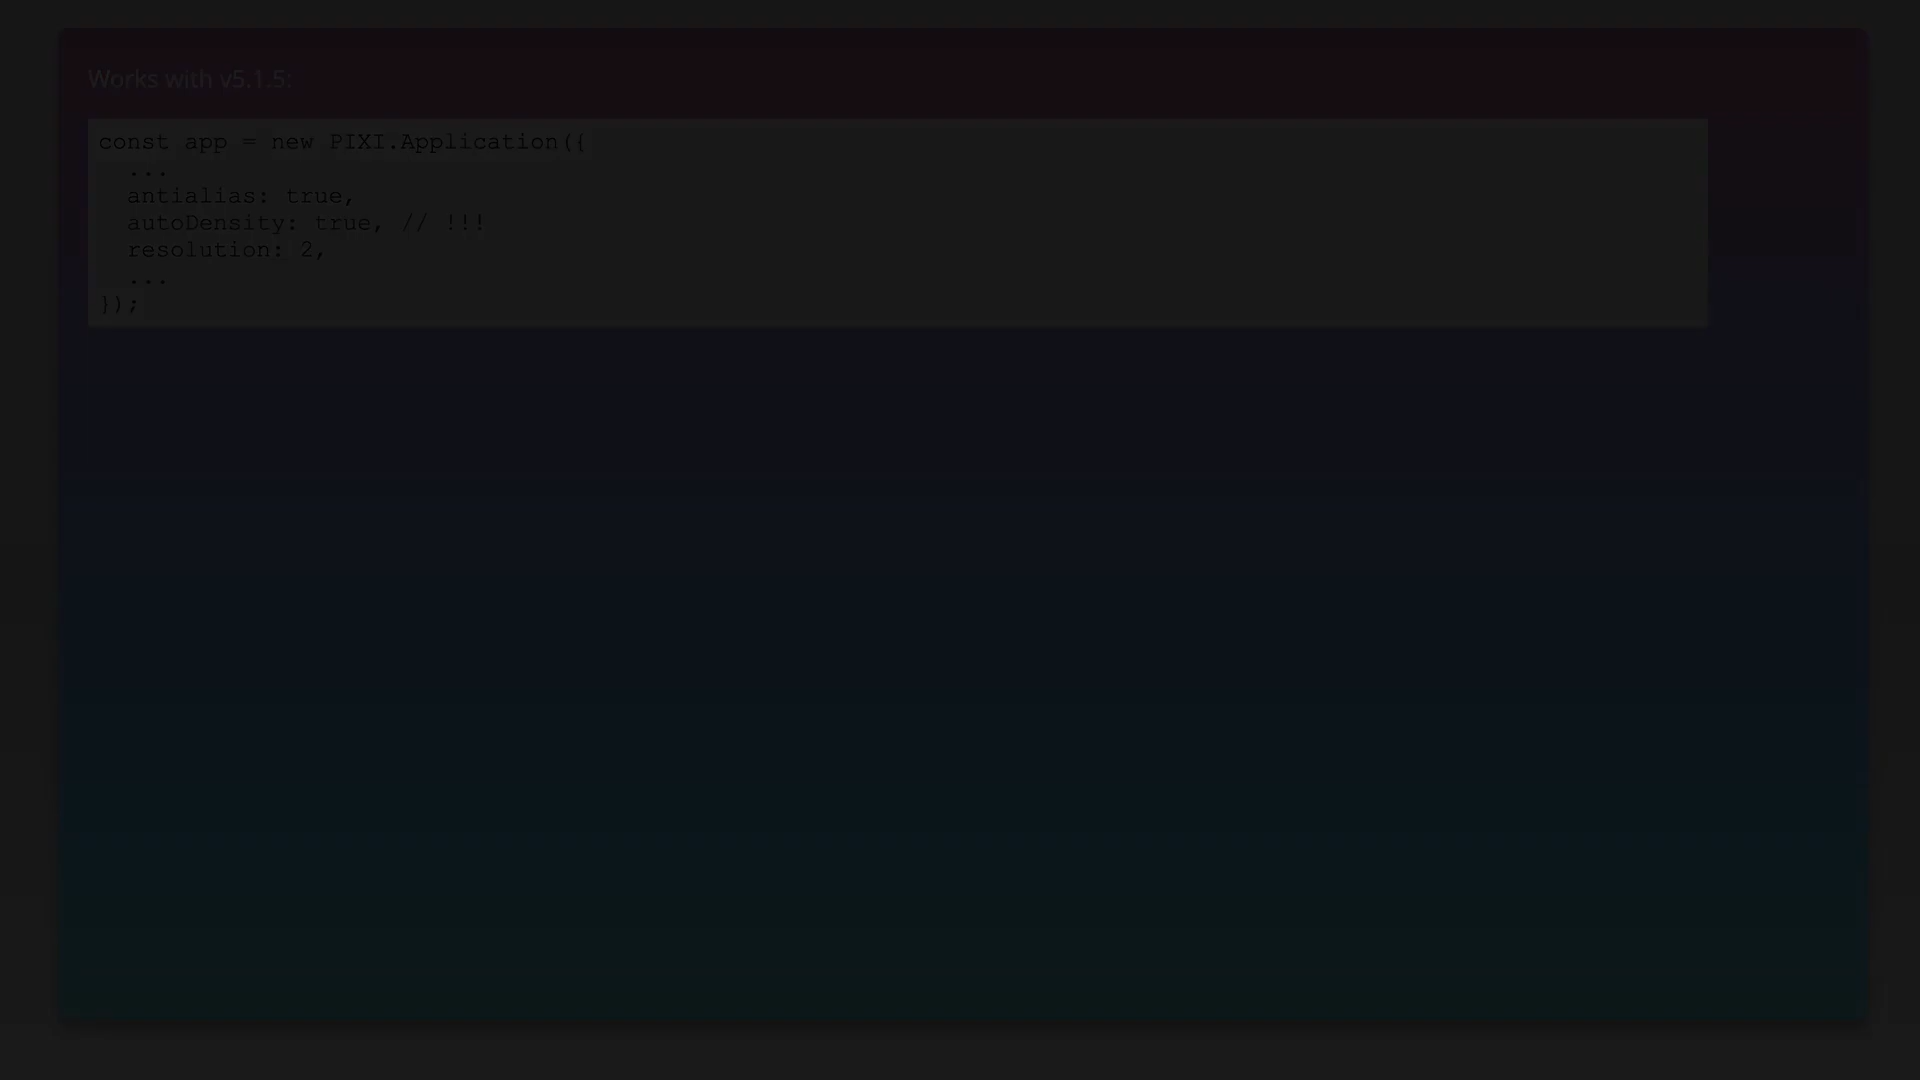 Works with v5.1.5:
const app = new PIXI.Application({
  ...
  antialias: true,
  autoDensity: true, // !!!
  resolution: 2,
  ...
});